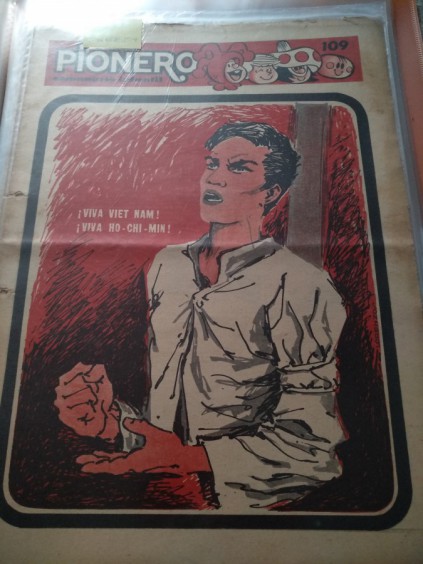 PIONERO
109
¡VIVA VIET NAM!
¡VIVA HO-CHI-MIN!